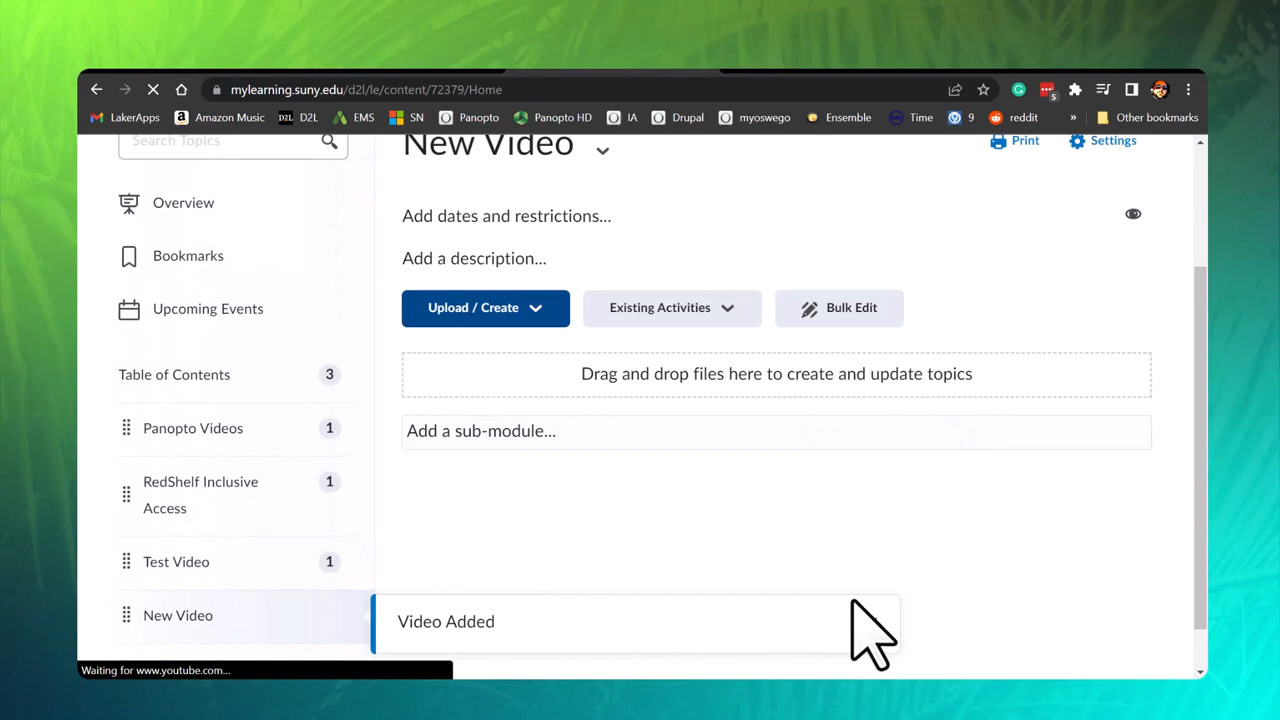 mylearning.suny.edu/d2l/le/content/72379/Home
5
LakerApps
Amazon Music
D2L D2L
EMS
SN
Panopto
Panopto HD
IA
Drupal
myoswego
Ensemble
Time
9
reddit
»
Other bookmarks
Search Topics
New Video
Print
Settings
Overview
Add dates and restrictions...
Bookmarks
Add a description...
Upcoming Events
Upload / Create
Existing Activities
Bulk Edit
Table of Contents 3
Drag and drop files here to create and update topics
Panopto Videos 1
Add a sub-module...
RedShelf Inclusive 1
Access
Test Video 1
New Video
Video Added
Waiting for www.youtube.com...